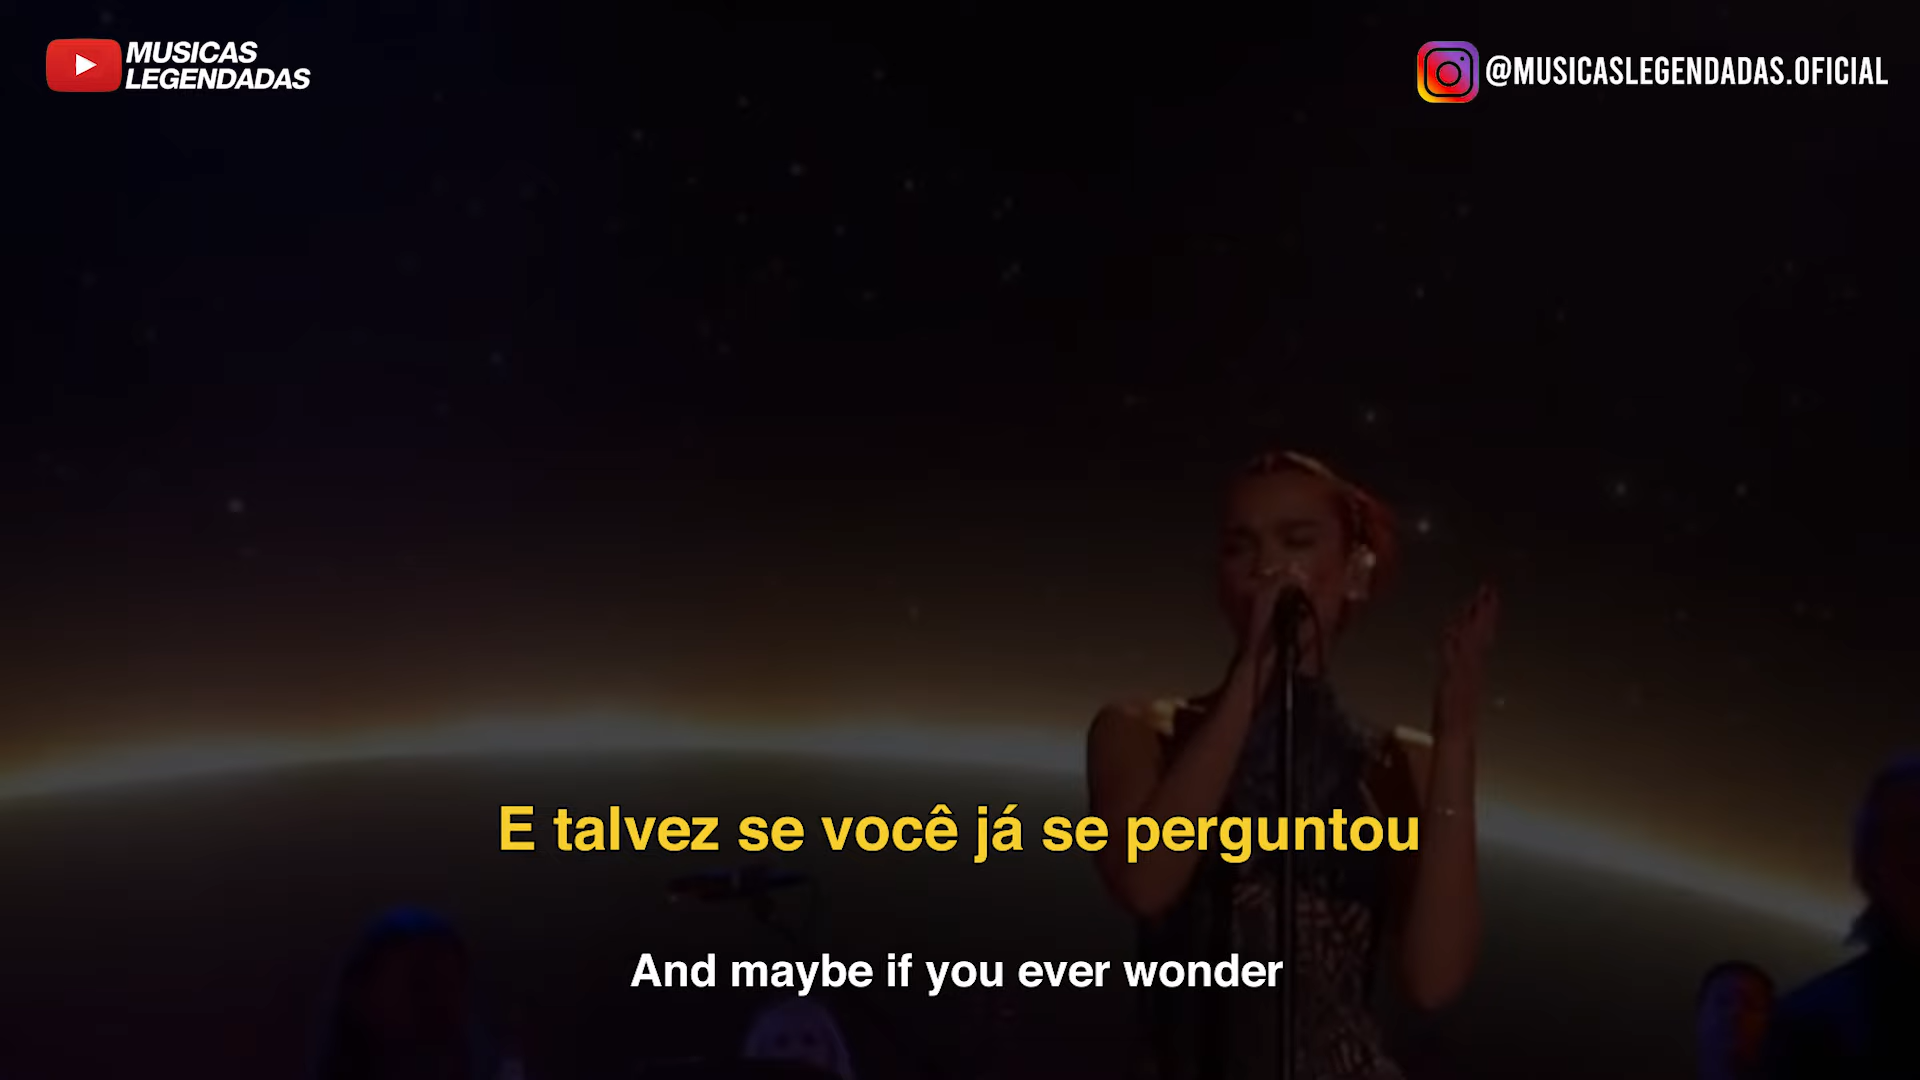 MUSICAS
LEGENDADAS
@MUSICASLEGENDADAS.OFICIAL
E talvez se você já se perguntou
And maybe if you ever wonder